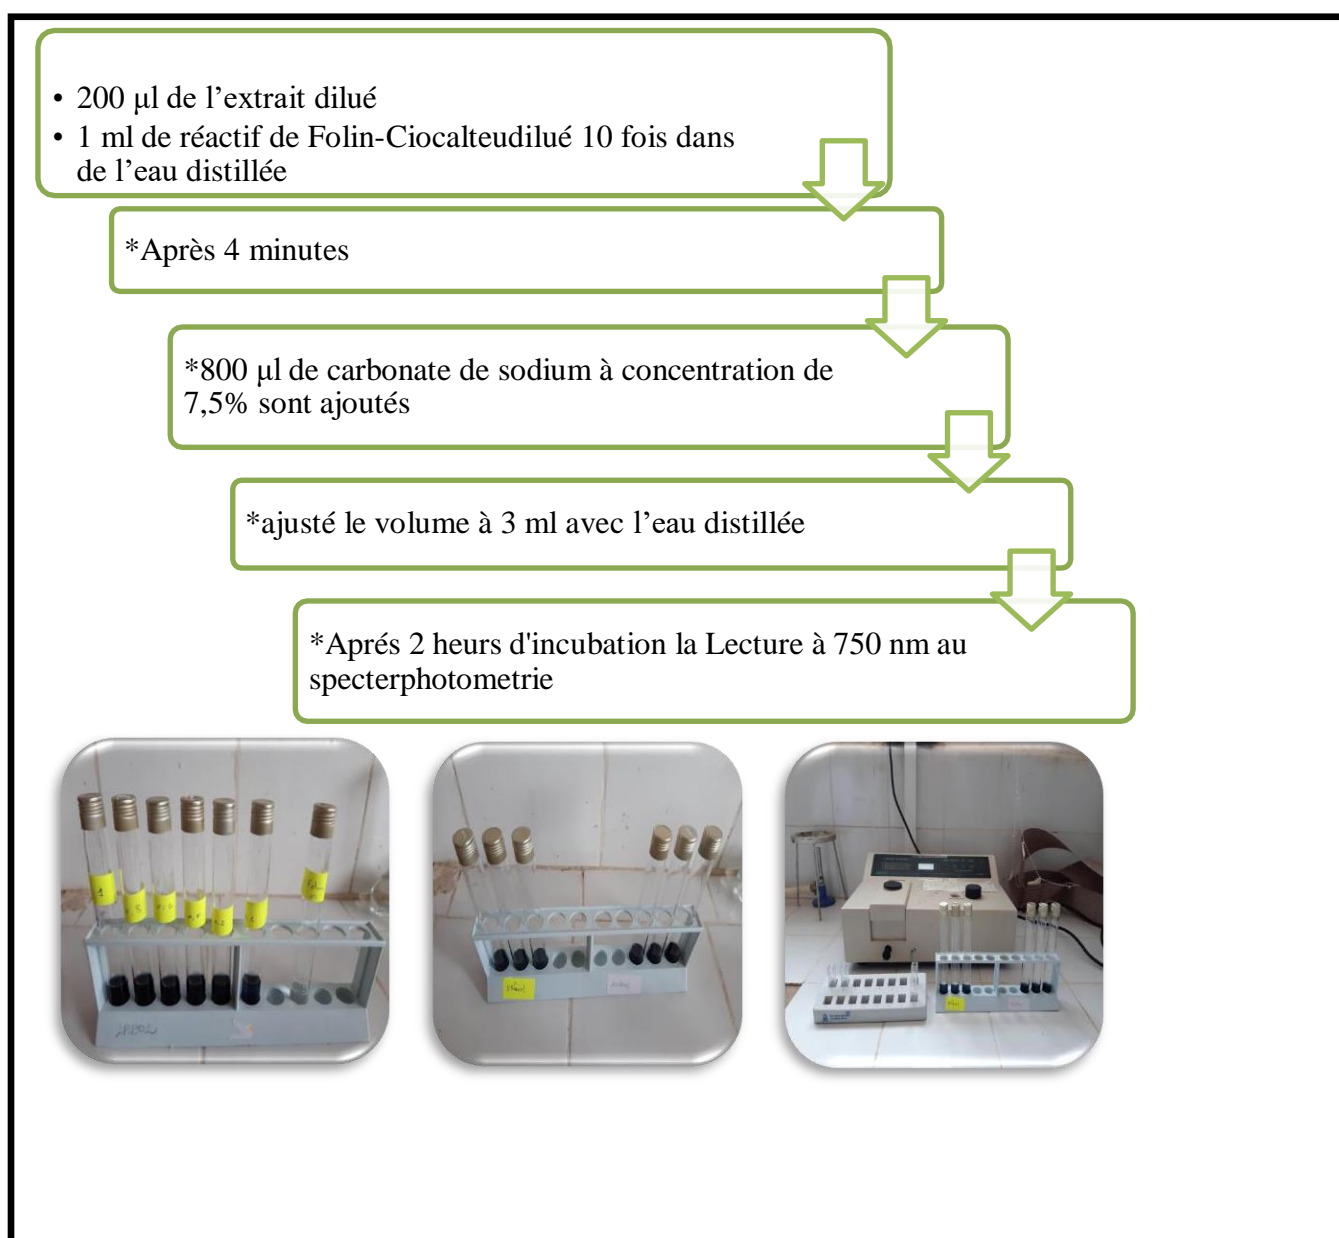 • 200 µl de l’extrait dilué
• 1 ml de réactif de Folin-Ciocalteudilué 10 fois dans
de l’eau distillée
*Après 4 minutes
*800 µl de carbonate de sodium à concentration de
7,5% sont ajoutés
*ajusté le volume à 3 ml avec l’eau distillée
*Aprés 2 heurs d'incubation la Lecture à 750 nm au
specterphotometrie
1